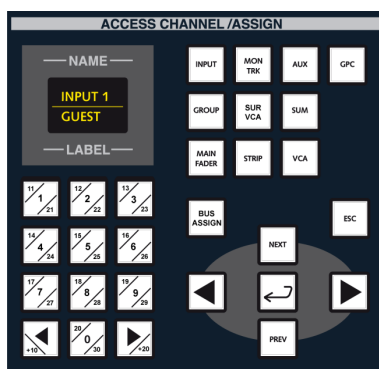 ACCESS CHANNEL /ASSIGN
NAME
INPUT 1
GUEST
LABEL
INPUT
MON
TRK
AUX
GPC
GROUP
SUR
VCA
SUM
MAIN
FADER
STRIP
VCA
11 1 21
12 2 22
13 3 23
14 4 24
15 5 25
16 6 26
17 7 27
18 8 28
19 9 29
+10
20 0 30
+20
BUS
ASSIGN
ESC
NEXT
PREV